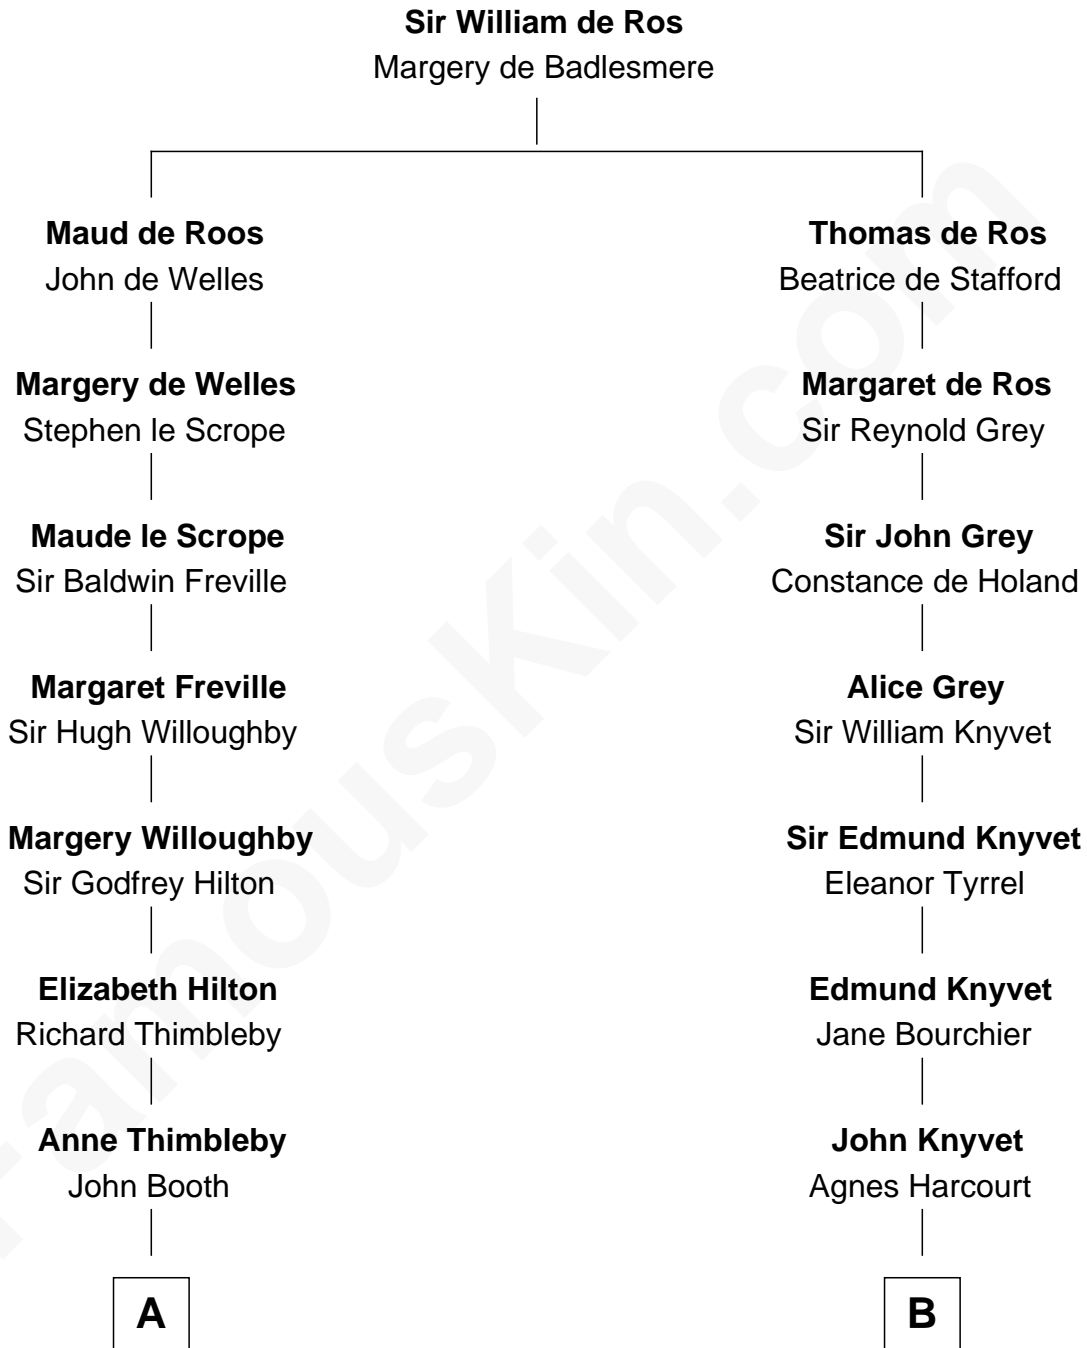 Sir William de Ros
Margery de Badlesmere
Maud de Roos
John de Welles
Thomas de Ros
Beatrice de Stafford
Margery de Welles
Stephen le Scrope
Margaret de Ros
Sir Reynold Grey
Maude le Scrope
Sir Baldwin Freville
Sir John Grey
Constance de Holand
Margaret Freville
Sir Hugh Willoughby
Alice Grey
Sir William Knyvet
Margery Willoughby
Sir Godfrey Hilton
Sir Edmund Knyvet
Eleanor Tyrrel
Elizabeth Hilton
Richard Thimbleby
Edmund Knyvet
Jane Bourchier
Anne Thimbleby
John Booth
John Knyvet
Agnes Harcourt
A
B
FamousKin.com